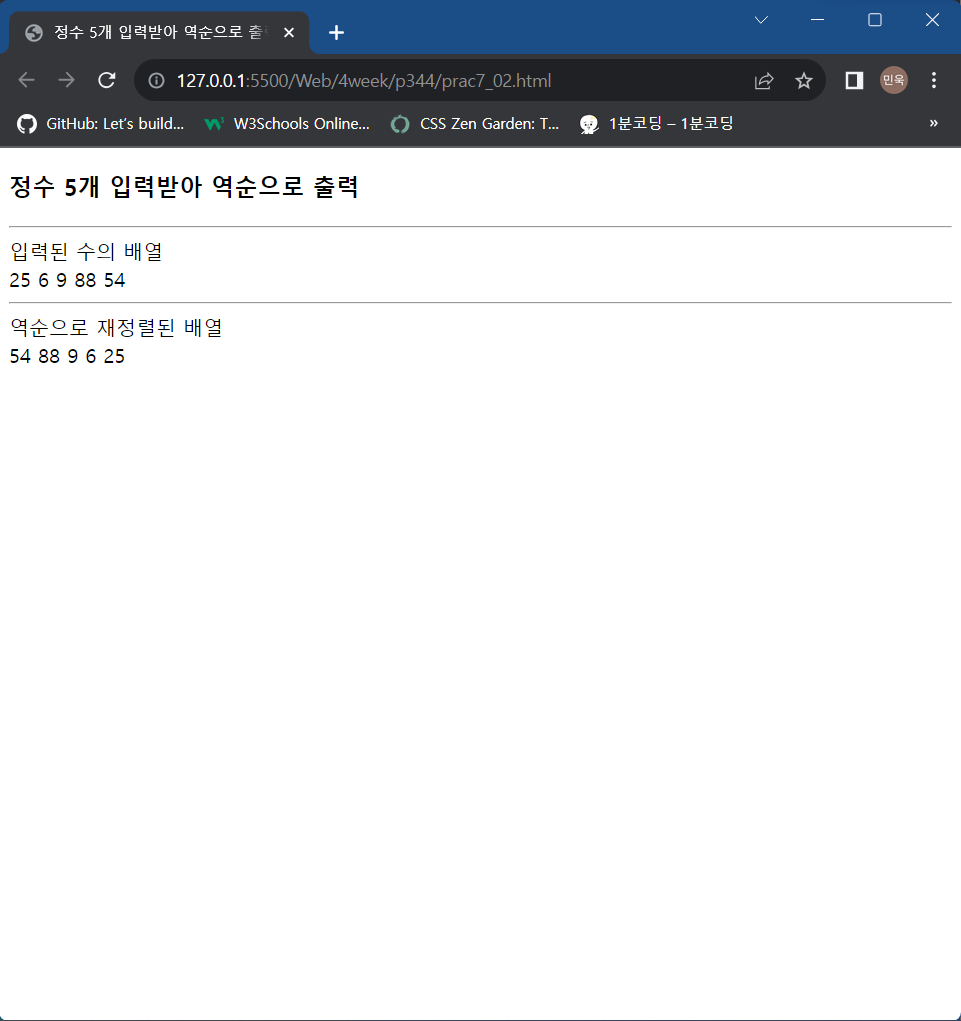 정수 5개 입력받아 역순으로 출
127.0.0.1:5500/Web/4week/p344/prac7_02.html
민욱
GitHub: Let's build... W3Schools Online... CSS Zen Garden: T... 1분코딩 – 1분코딩 »
정수 5개 입력받아 역순으로 출력
입력된 수의 배열
25 6 9 88 54
역순으로 재정렬된 배열
54 88 9 6 25